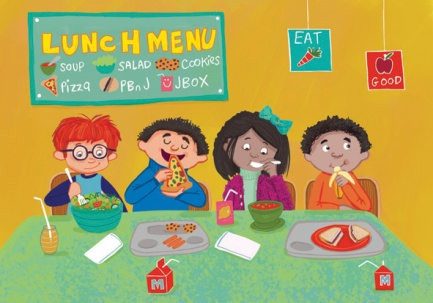 LUNCH MENU
SOUP SALAD COOKIES
Pizza PBnJ JBOX
EAT
GOOD
M
M